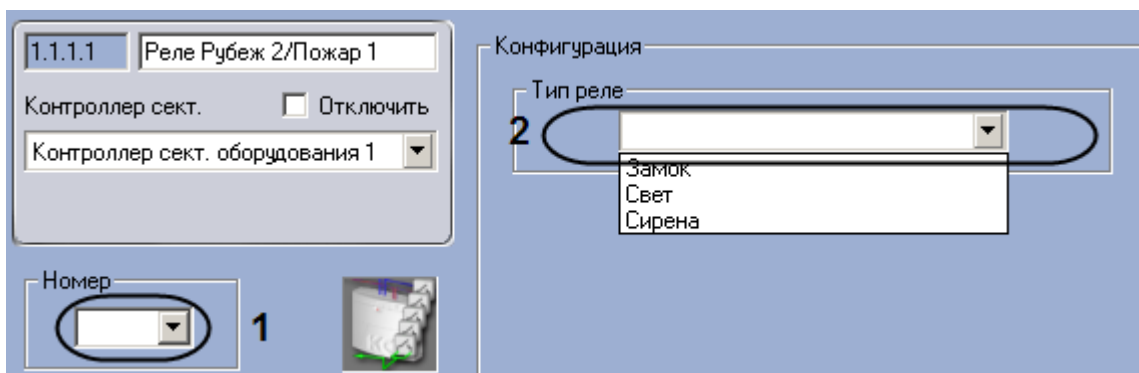 1.1.1.1 Реле Рубеж 2/Пожар 1
Контроллер сект. Отключить
Контроллер сект. оборудования 1
Номер
1
KS
Конфигурация
Тип реле
2
Замок
Свет
Сирена